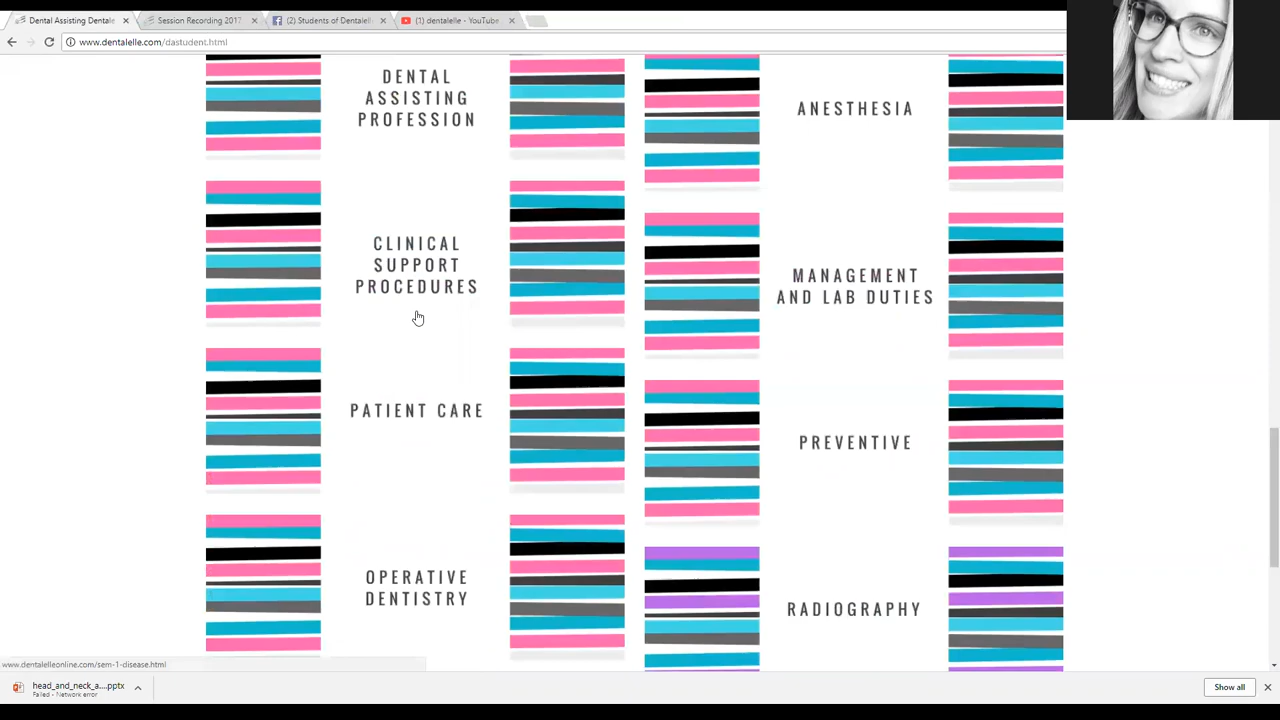 Dental Assisting Dentale
Session Recording 2017
(2) Students of Dentalelle
(1) dentalelle - YouTube
www.dentalelle.com/dastudent.html
DENTAL
ASSISTING
PROFESSION
ANESTHESIA
CLINICAL
SUPPORT
PROCEDURES
MANAGEMENT
AND LAB DUTIES
PATIENT CARE
PREVENTIVE
OPERATIVE
DENTISTRY
RADIOGRAPHY
www.dentalelleonline.com/sem-1-disease.html
head_and_neck_a....pptx
Failed - Network error
Show all